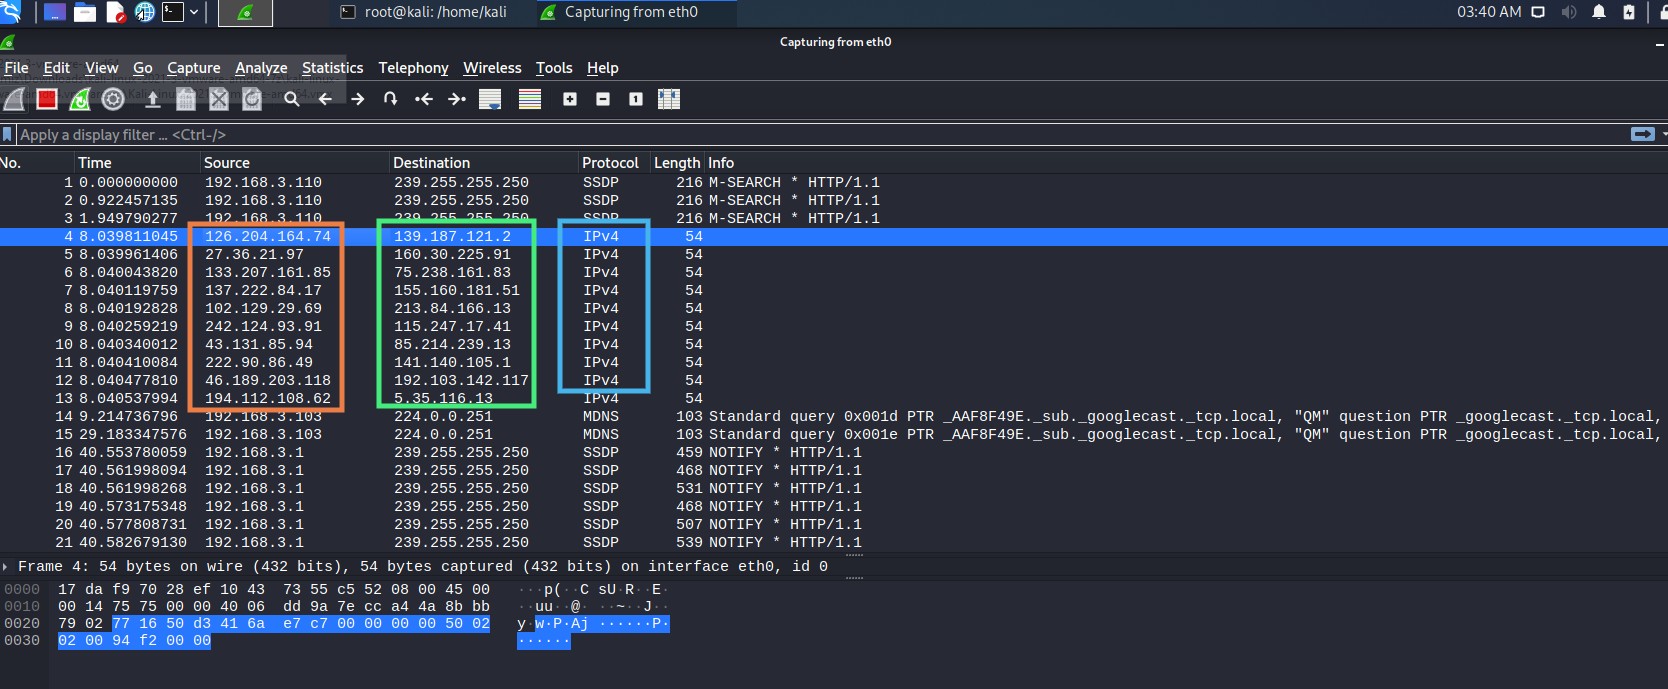 root@kali: /home/kali
Capturing from eth0
03:40 AM
Capturing from eth0
File Edit View Go Capture Analyze Statistics Telephony Wireless Tools Help
Apply a display filter … <Ctrl-/>
No. Time Source Destination Protocol Length Info
1 0.000000000 192.168.3.110 239.255.255.250 SSDP 216 M-SEARCH * HTTP/1.1
2 0.922457135 192.168.3.110 239.255.255.250 SSDP 216 M-SEARCH * HTTP/1.1
3 1.949790277 192.168.3.110 239.255.255.250 SSDP 216 M-SEARCH * HTTP/1.1
4 8.039811045 126.204.164.74 139.187.121.2 IPv4 54
5 8.039961406 27.36.21.97 160.30.225.91 IPv4 54
6 8.040043820 133.207.161.85 75.238.161.83 IPv4 54
7 8.040119759 137.222.84.17 155.160.181.51 IPv4 54
8 8.040192828 102.129.29.69 213.84.166.13 IPv4 54
9 8.040259219 242.124.93.91 115.247.17.41 IPv4 54
10 8.040340012 43.131.85.94 85.214.239.13 IPv4 54
11 8.040410084 222.90.86.49 141.140.105.1 IPv4 54
12 8.040477810 46.189.203.118 192.103.142.117 IPv4 54
13 8.040537994 194.112.108.62 5.35.116.13 IPv4 54
14 9.214736796 192.168.3.103 224.0.0.251 MDNS 103 Standard query 0x001d PTR _AAF8F49E._sub._googlecast._tcp.local, "QM" question PTR _googlecast._tcp.local,
15 29.183347576 192.168.3.103 224.0.0.251 MDNS 103 Standard query 0x001e PTR _AAF8F49E._sub._googlecast._tcp.local, "QM" question PTR _googlecast._tcp.local,
16 40.553780059 192.168.3.1 239.255.255.250 SSDP 459 NOTIFY * HTTP/1.1
17 40.561998094 192.168.3.1 239.255.255.250 SSDP 468 NOTIFY * HTTP/1.1
18 40.561998268 192.168.3.1 239.255.255.250 SSDP 531 NOTIFY * HTTP/1.1
19 40.573175348 192.168.3.1 239.255.255.250 SSDP 468 NOTIFY * HTTP/1.1
20 40.577808731 192.168.3.1 239.255.255.250 SSDP 507 NOTIFY * HTTP/1.1
21 40.582679130 192.168.3.1 239.255.255.250 SSDP 539 NOTIFY * HTTP/1.1
Frame 4: 54 bytes on wire (432 bits), 54 bytes captured (432 bits) on interface eth0, id 0
0000 17 da f9 70 28 ef 10 43 73 55 c5 52 08 00 45 00 ···p(··C sU·R··E·
0010 00 14 75 75 00 00 40 06 dd 9a 7e cc a4 4a 8b bb ··uu··@· ··~··J··
0020 79 02 77 16 50 d3 41 6a e7 c7 00 00 00 00 50 02 y·w·P·Aj ······P·
0030 02 00 94 f2 00 00 ······